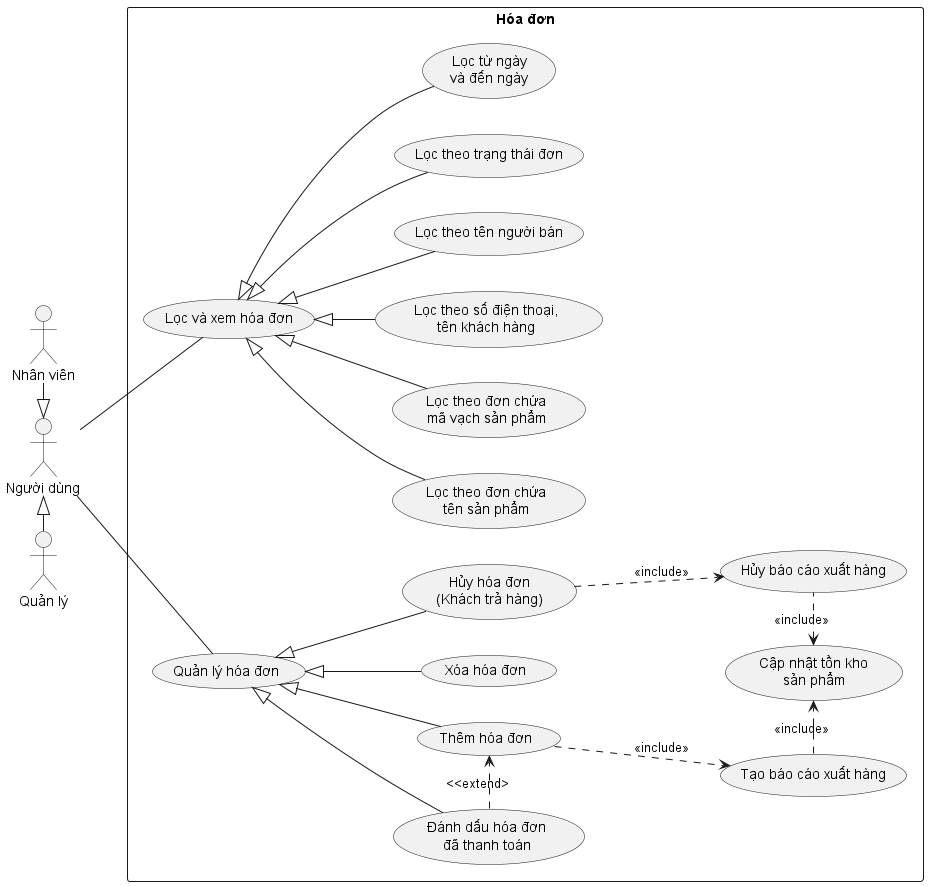 Hóa đơn
Lọc từ ngày
và đến ngày
Lọc theo trạng thái đơn
Lọc theo tên người bán
Lọc và xem hóa đơn
Lọc theo số điện thoại,
tên khách hàng
Lọc theo đơn chứa
mã vạch sản phẩm
Lọc theo đơn chứa
tên sản phẩm
Nhân viên
Người dùng
Quản lý
Hủy hóa đơn
(Khách trả hàng)
«include»
Hủy báo cáo xuất hàng
«include»
Quản lý hóa đơn
Xóa hóa đơn
Cập nhật tồn kho
sản phẩm
Thêm hóa đơn
«include»
«include»
Tạo báo cáo xuất hàng
<<extend>
Đánh dấu hóa đơn
đã thanh toán